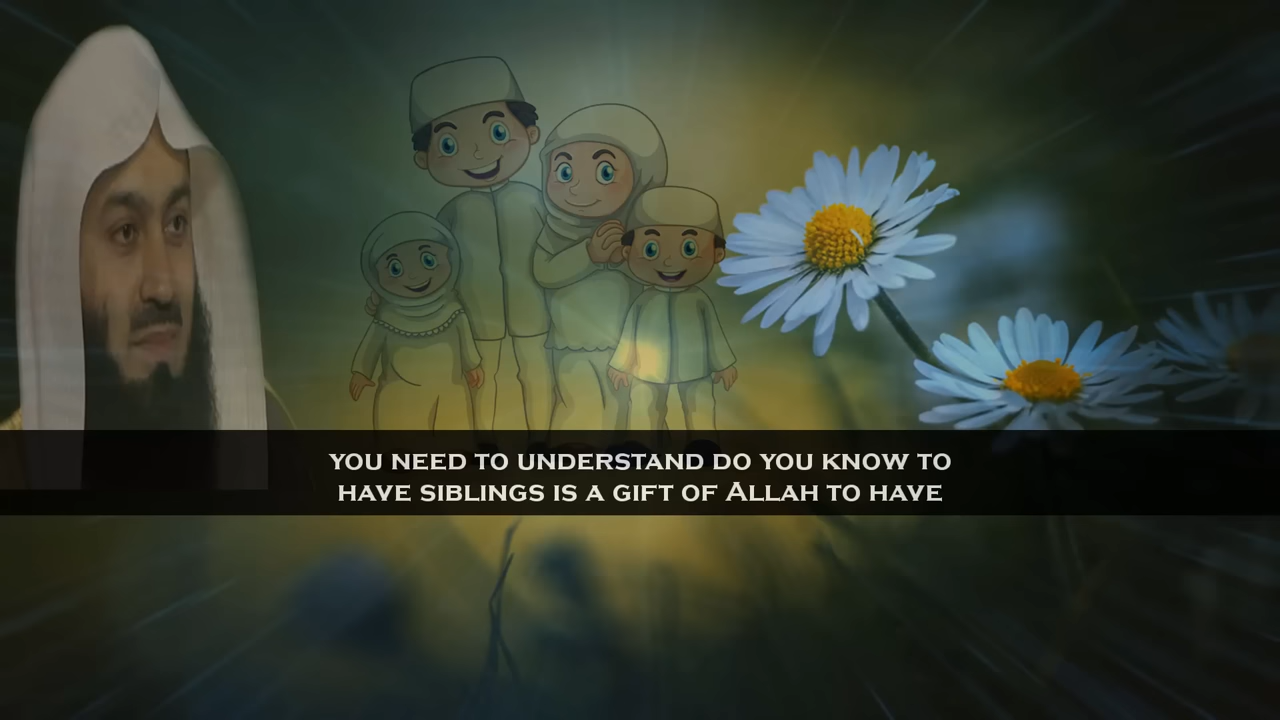 YOU NEED TO UNDERSTAND DO YOU KNOW TO
HAVE SIBLINGS IS A GIFT OF ALLAH TO HAVE